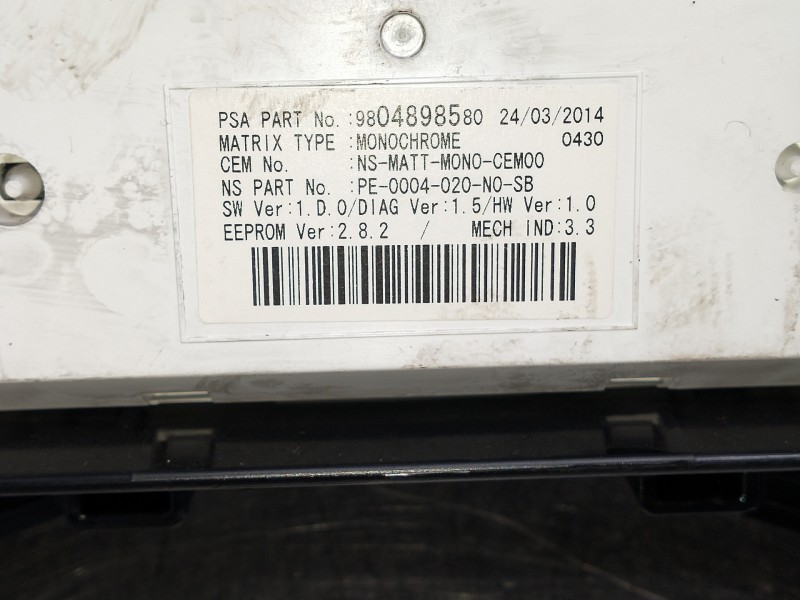 PSA PART No. :9804898580 24/03/2014
MATRIX TYPE :MONOCHROME 0430
CEM No. :NS-MATT-MONO-CEM00
NS PART No. :PE-0004-020-N0-SB
SW Ver:1.D.0/DIAG Ver:1.5/HW Ver:1.0
EEPROM Ver:2.8.2 / MECH IND:3.3